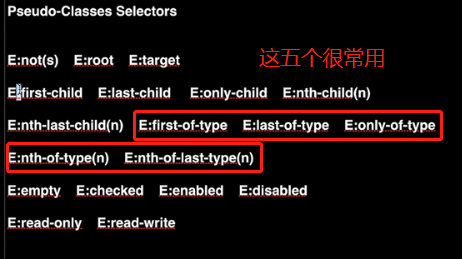 Pseudo-Classes Selectors
E:not(s) E:root E:target
这五个很常用
E:first-child E:last-child E:only-child E:nth-child(n)
E:nth-last-child(n) E:first-of-type E:last-of-type E:only-of-type
E:nth-of-type(n) E:nth-of-last-type(n)
E:empty E:checked E:enabled E:disabled
E:read-only E:read-write